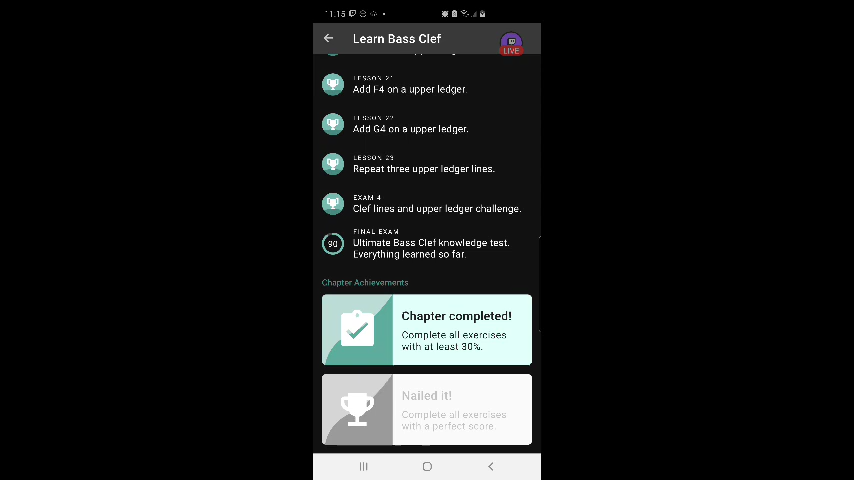 11.15
Learn Bass Clef
LIVE
LESSON 21
Add F4 on a upper ledger.
LESSON 22
Add G4 on a upper ledger.
LESSON 23
Repeat three upper ledger lines.
EXAM 4
Clef lines and upper ledger challenge.
FINAL EXAM
90
Ultimate Bass Clef knowledge test.
Everything learned so far.
Chapter Achievements
Chapter completed!
Complete all exercises
with at least 30%.
Nailed it!
Complete all exercises
with a perfect score.